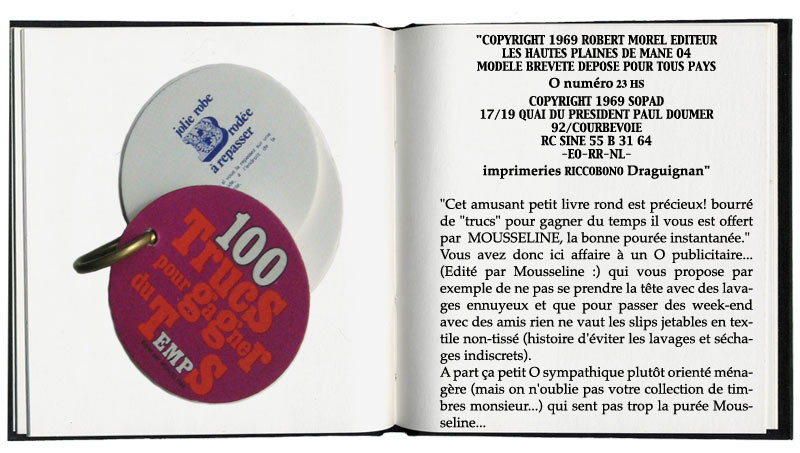 jolie robe
Brodée
à repasser
100
Trucs
pour gagner
du TEMPS
"COPYRIGHT 1969 ROBERT MOREL EDITEUR
LES HAUTES PLAINES DE MANE 04
MODELE BREVETE DEPOSE POUR TOUS PAYS
O numéro 23 HS
COPYRIGHT 1969 SOPAD
17/19 QUAI DU PRESIDENT PAUL DOUMER
92/COURBEVOIE
RC SINE 55 B 31 64
-EO-RR-NL-
imprimeries RICCOBONO Draguignan"
"Cet amusant petit livre rond est précieux! bourré
de "trucs" pour gagner du temps il vous est offert
par MOUSSELINE, la bonne pourée instantanée."
Vous avez donc ici affaire à un O publicitaire...
(Edité par Mousseline :) qui vous propose par
exemple de ne pas se prendre la tête avec des lava-
ges ennuyeux et que pour passer des week-end
avec des amis rien ne vaut les slips jetables en tex-
tile non-tissé (histoire d'éviter les lavages et sécha-
ges indiscrets).
A part ça petit O sympathique plutôt orienté ména-
gère (mais on n'oublie pas votre collection de tim-
bres monsieur...) qui sent pas trop la purée Mous-
seline...